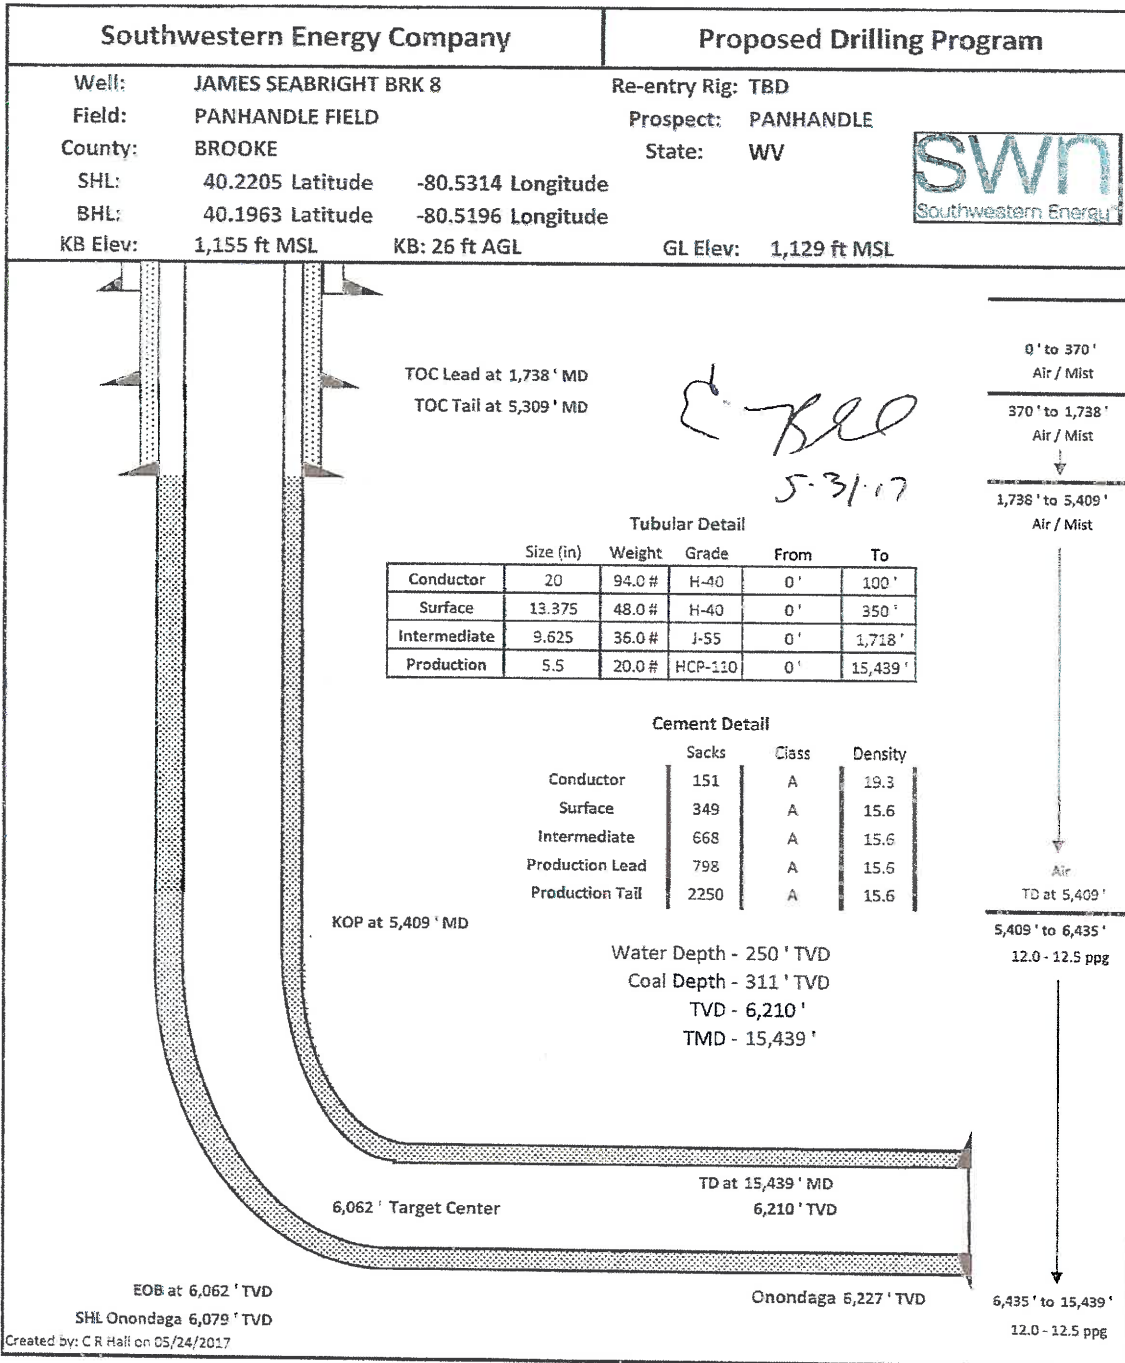 Southwestern Energy Company
Proposed Drilling Program
Well: JAMES SEABRIGHT BRK 8 Re-entry Rig: TBD
Field: PANHANDLE FIELD Prospect: PANHANDLE
County: BROOKE State: WV
SHL: 40.2205 Latitude -80.5314 Longitude
BHL: 40.1963 Latitude -80.5196 Longitude
KB Elev: 1,155 ft MSL KB: 26 ft AGL GL Elev: 1,129 ft MSL
swn
Southwestern Energy
0' to 370'
Air / Mist
TOC Lead at 1,738' MD
TOC Tail at 5,309' MD
370' to 1,738'
Air / Mist
5-31-17
1,738' to 5,409'
Air / Mist
Tubular Detail
Size (in) Weight Grade From To
Conductor 20 94.0# H-40 0' 100'
Surface 13.375 48.0# H-40 0' 350'
Intermediate 9.625 36.0# J-55 0' 1,718'
Production 5.5 20.0# HCP-110 0' 15,439'
Cement Detail
Sacks Class Density
Conductor 151 A 19.3
Surface 349 A 15.6
Intermediate 668 A 15.6
Production Lead 798 A 15.6
Production Tail 2250 A 15.6
Air
TD at 5,409'
KOP at 5,409' MD
5,409' to 6,435'
12.0 - 12.5 ppg
Water Depth - 250' TVD
Coal Depth - 311' TVD
TVD - 6,210'
TMD - 15,439'
TD at 15,439' MD
6,062' Target Center 6,210' TVD
EOB at 6,062' TVD
Onondaga 6,227' TVD
SHL Onondaga 6,079' TVD
6,435' to 15,439'
12.0 - 12.5 ppg
Created by: C R Hall on 05/24/2017